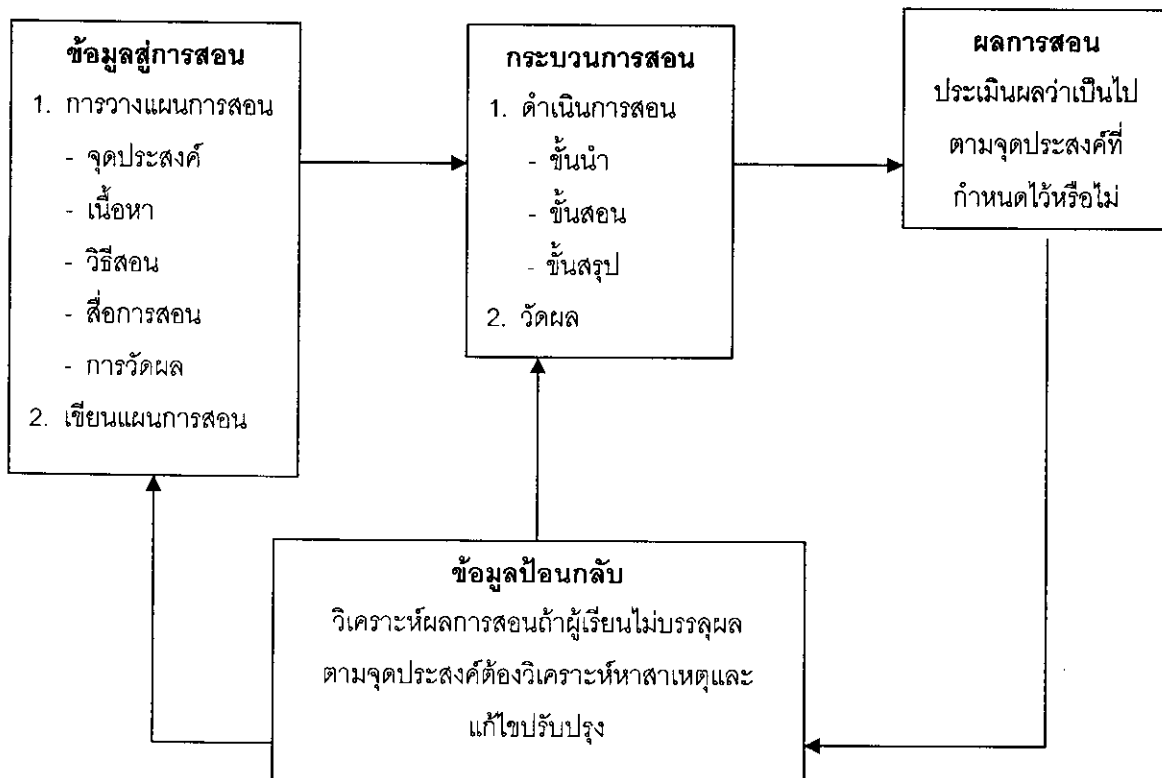 ข้อมูลสู่การสอน
1. การวางแผนการสอน
- จุดประสงค์
- เนื้อหา
- วิธีสอน
- สื่อการสอน
- การวัดผล
2. เขียนแผนการสอน
กระบวนการสอน
1. ดำเนินการสอน
- ขั้นนำ
- ขั้นสอน
- ขั้นสรุป
2. วัดผล
ผลการสอน
ประเมินผลว่าเป็นไป
ตามจุดประสงค์ที่
กำหนดไว้หรือไม่
ข้อมูลป้อนกลับ
วิเคราะห์ผลการสอนถ้าผู้เรียนไม่บรรลุผล
ตามจุดประสงค์ต้องวิเคราะห์หาสาเหตุและ
แก้ไขปรับปรุง